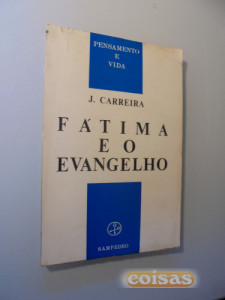 PENSAMENTO
E
VIDA
J. CARREIRA
FÁTIMA
E O
EVANGELHO
SAMPEDRO
coisas